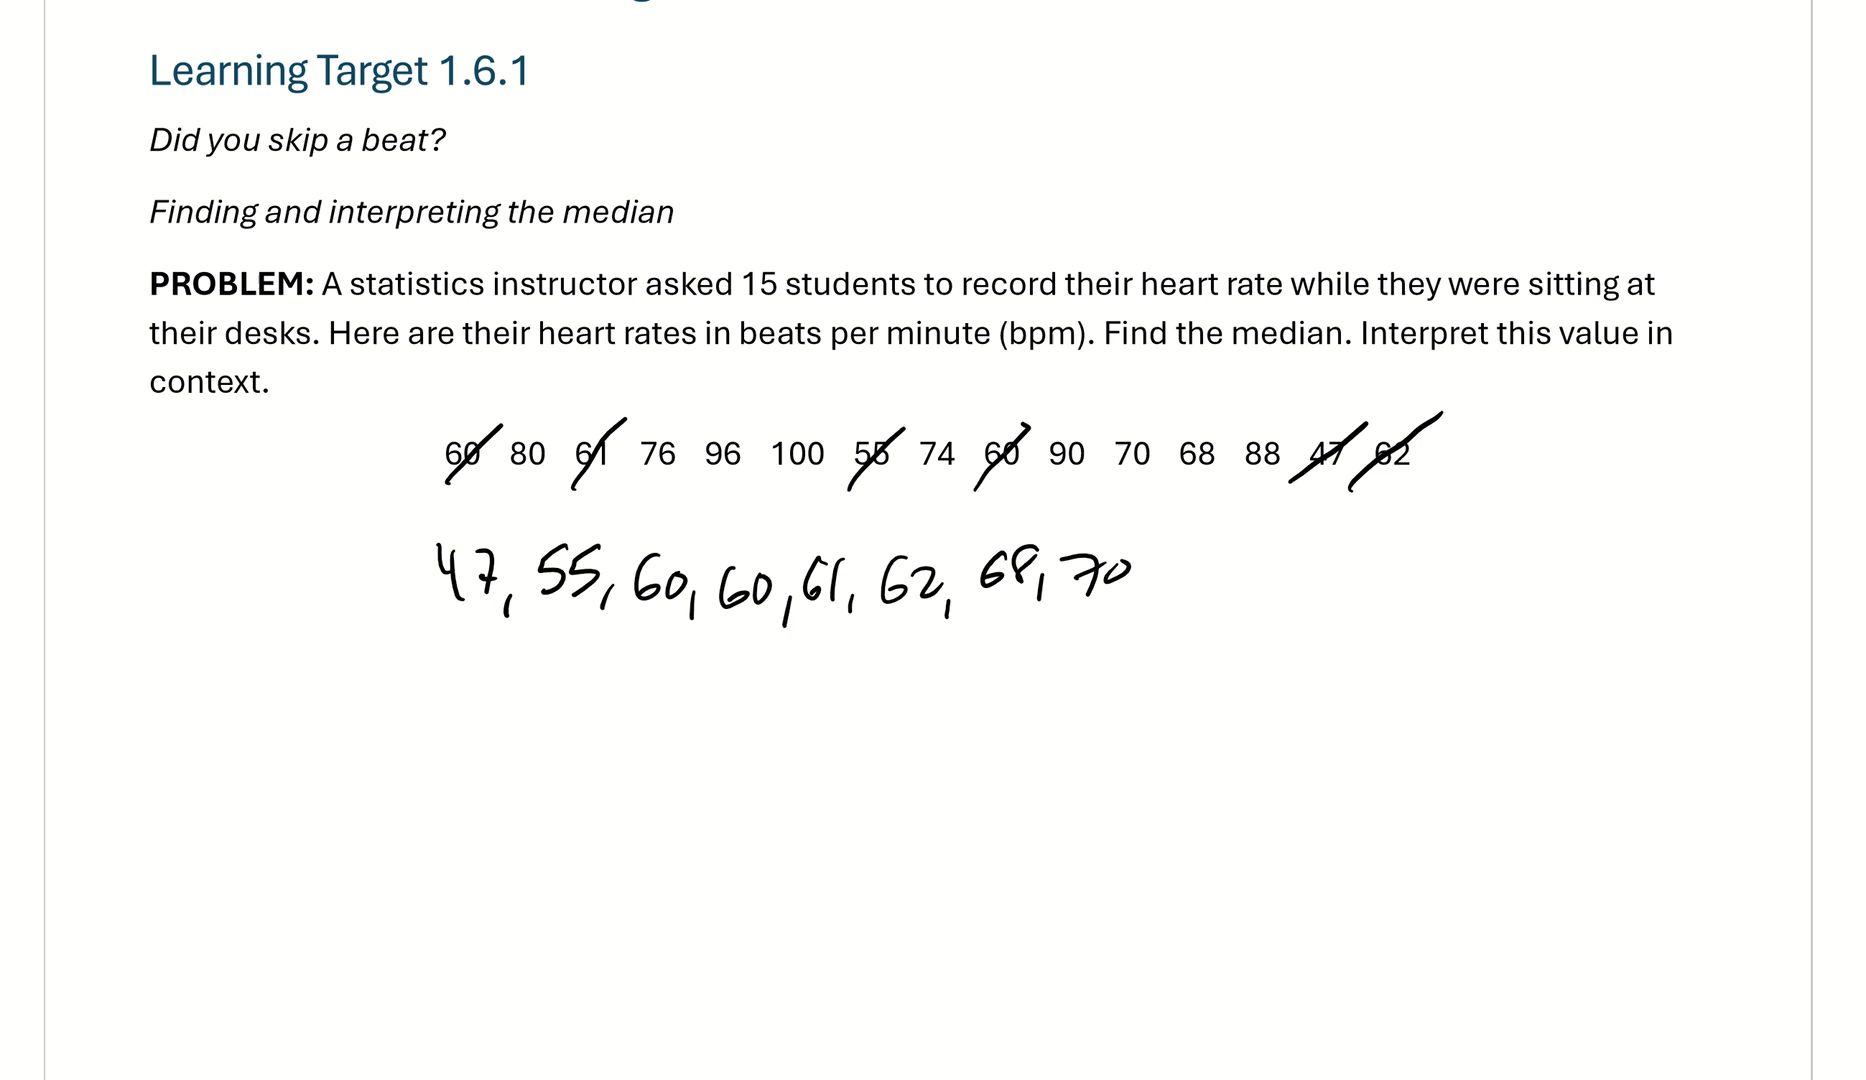 Learning Target 1.6.1
Did you skip a beat?
Finding and interpreting the median
PROBLEM: A statistics instructor asked 15 students to record their heart rate while they were sitting at
their desks. Here are their heart rates in beats per minute (bpm). Find the median. Interpret this value in
context.
60 80 61 76 96 100 55 74 60 90 70 68 88 47 62
47, 55, 60, 60, 61, 62, 68, 70